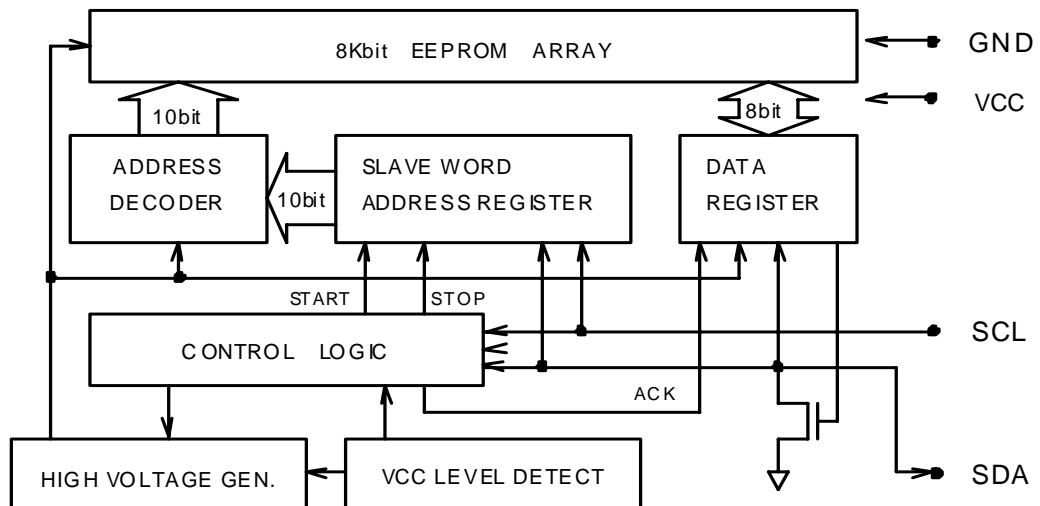 8Kbit EEPROM ARRAY
GND
VCC
10bit
8bit
ADDRESS
DECODER
10bit
SLAVE WORD
ADDRESS REGISTER
DATA
REGISTER
START
STOP
CONTROL LOGIC
SCL
ACK
HIGH VOLTAGE GEN.
VCC LEVEL DETECT
SDA